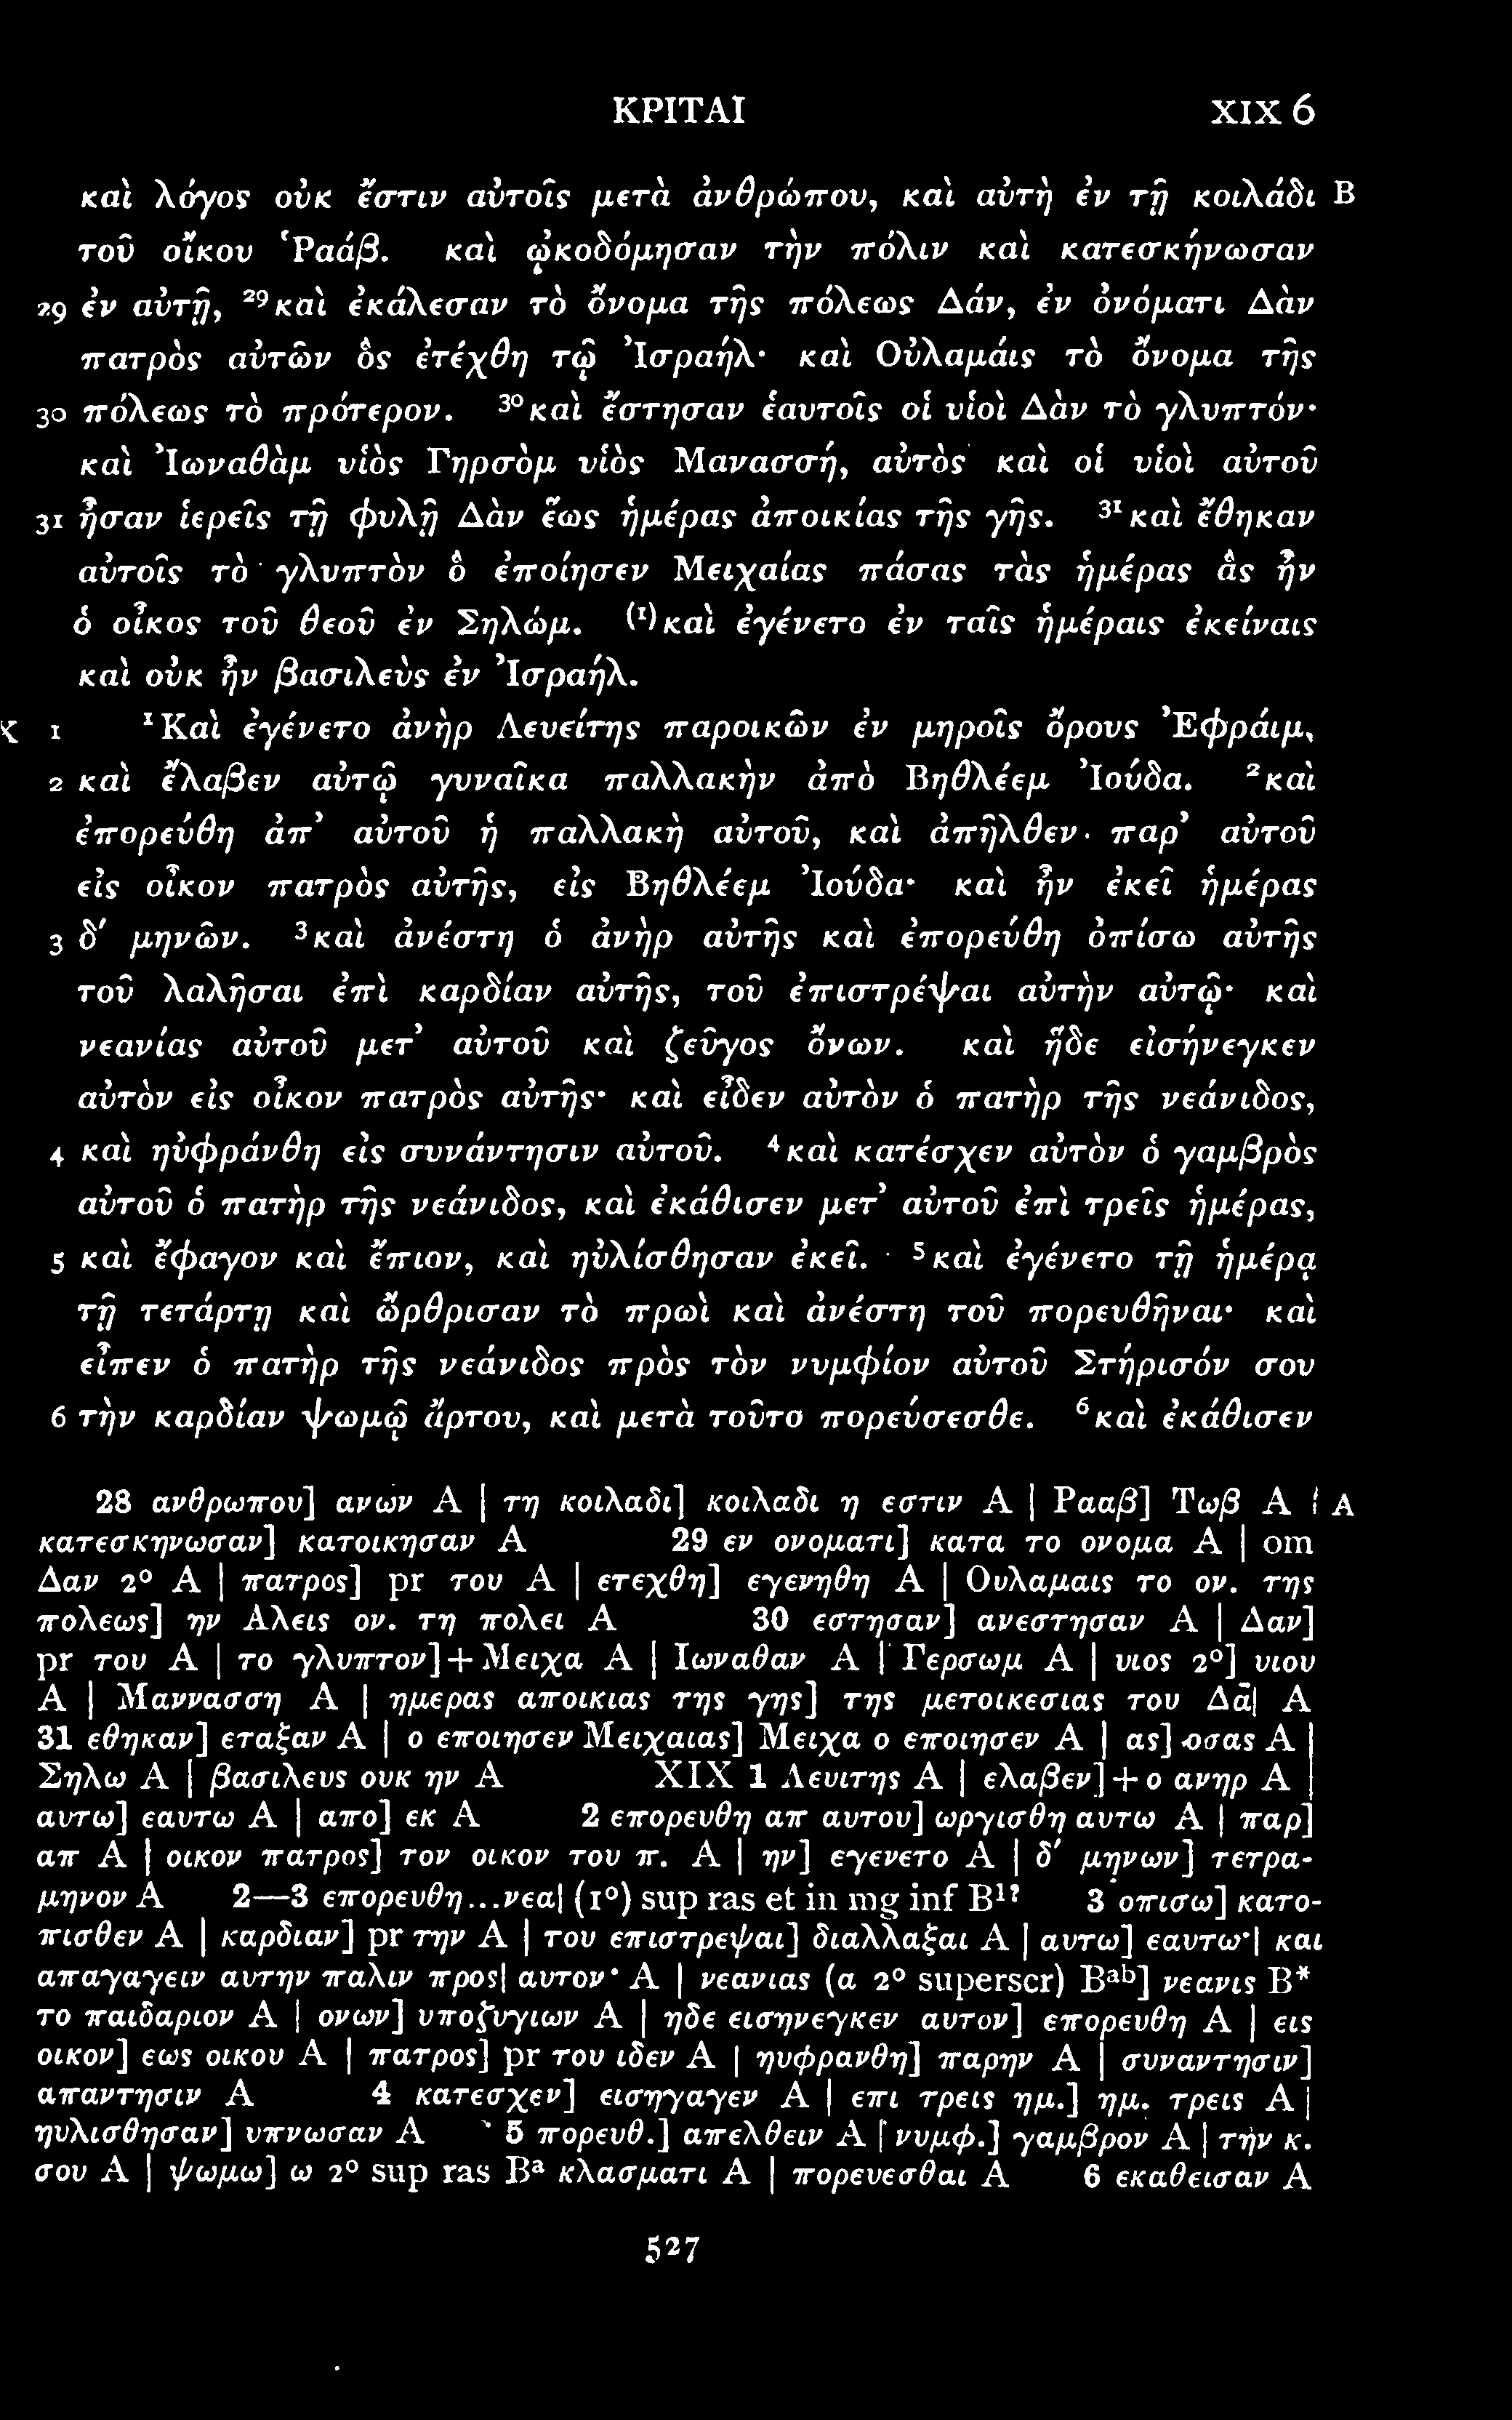 ΚΡΙΤΑΙ XIX 6
καὶ λόγος οὐκ ἔστιν αὐτοῖς μετὰ ἀνθρώπου, καὶ αὐτὴ ἐν τῇ κοιλάδι B
τοῦ οἴκου Ῥαάβ. καὶ ᾠκοδόμησαν τὴν πόλιν καὶ κατεσκήνωσαν
29 ἐν αὐτῇ, ²⁹καὶ ἐκάλεσαν τὸ ὄνομα τῆς πόλεως Δάν, ἐν ὀνόματι Δὰν
πατρὸς αὐτῶν ὃς ἐτέχθη τῷ Ἰσραήλ· καὶ Οὐλαμάις τὸ ὄνομα τῆς
30 πόλεως τὸ πρότερον. ³⁰καὶ ἔστησαν ἑαυτοῖς οἱ υἱοὶ Δὰν τὸ γλυπτόν·
καὶ Ἰωναθὰμ υἱὸς Γηρσὸμ υἱὸς Μανασσή, αὐτὸς καὶ οἱ υἱοὶ αὐτοῦ
31 ἦσαν ἱερεῖς τῇ φυλῇ Δὰν ἕως ἡμέρας ἀποικίας τῆς γῆς. ³¹καὶ ἔθηκαν
αὐτοῖς τὸ γλυπτὸν ὃ ἐποίησεν Μειχαίας πάσας τὰς ἡμέρας ἃς ἦν
ὁ οἶκος τοῦ θεοῦ ἐν Σηλώμ. ⁽¹⁾καὶ ἐγένετο ἐν ταῖς ἡμέραις ἐκείναις
καὶ οὐκ ἦν βασιλεὺς ἐν Ἰσραήλ.
X 1 ¹Καὶ ἐγένετο ἀνὴρ Λευείτης παροικῶν ἐν μηροῖς ὄρους Ἐφράιμ,
2 καὶ ἔλαβεν αὐτῷ γυναῖκα παλλακὴν ἀπὸ Βηθλέεμ Ἰούδα. ²καὶ
ἐπορεύθη ἀπ’ αὐτοῦ ἡ παλλακὴ αὐτοῦ, καὶ ἀπῆλθεν παρ’ αὐτοῦ
εἰς οἶκον πατρὸς αὐτῆς, εἰς Βηθλέεμ Ἰούδα· καὶ ἦν ἐκεῖ ἡμέρας
3 δ′ μηνῶν. ³καὶ ἀνέστη ὁ ἀνὴρ αὐτῆς καὶ ἐπορεύθη ὀπίσω αὐτῆς
τοῦ λαλῆσαι ἐπὶ καρδίαν αὐτῆς, τοῦ ἐπιστρέψαι αὐτὴν αὐτῷ· καὶ
νεανίας αὐτοῦ μετ’ αὐτοῦ καὶ ζεῦγος ὄνων. καὶ ἥδε εἰσήνεγκεν
αὐτὸν εἰς οἶκον πατρὸς αὐτῆς· καὶ εἶδεν αὐτὸν ὁ πατὴρ τῆς νεάνιδος,
4 καὶ ηὐφράνθη εἰς συνάντησιν αὐτοῦ. ⁴καὶ κατέσχεν αὐτὸν ὁ γαμβρὸς
αὐτοῦ ὁ πατὴρ τῆς νεάνιδος, καὶ ἐκάθισεν μετ’ αὐτοῦ ἐπὶ τρεῖς ἡμέρας,
5 καὶ ἔφαγον καὶ ἔπιον, καὶ ηὐλίσθησαν ἐκεῖ. ⁵καὶ ἐγένετο τῇ ἡμέρᾳ
τῇ τετάρτῃ καὶ ὤρθρισαν τὸ πρωὶ καὶ ἀνέστη τοῦ πορευθῆναι· καὶ
εἶπεν ὁ πατὴρ τῆς νεάνιδος πρὸς τὸν νυμφίον αὐτοῦ Στήρισόν σου
6 τὴν καρδίαν ψωμῷ ἄρτου, καὶ μετὰ τοῦτο πορεύσεσθε. ⁶καὶ ἐκάθισεν
28 ανθρωπου] ανων A | τη κοιλαδι] κοιλαδι η εστιν A | Ρααβ] Τωβ A | A
κατεσκηνωσαν] κατοικησαν A 29 εν ονοματι] κατα το ονομα A | om
Δαν 2° A | πατρος] pr του A | ετεχθη] εγενηθη A | Ουλαμαις το ον. της
πολεως] ην Αλεις ον. τη πολει A 30 εστησαν] ανεστησαν A | Δαν]
pr του A | το γλυπτον]+Μειχα A | Ιωναθαν A | Γερσωμ A | υιος 2°] υιου
A | Μαννασση A | ημερας αποικιας της γης] της μετοικεσιας του Δα̅| A
31 εθηκαν] εταξαν A | ο εποιησεν Μειχαιας] Μειχα ο εποιησεν A | ας] οσας A |
Σηλω A | βασιλευς ουκ ην A XIX 1 Λευιτης A | ελαβεν]+ο ανηρ A |
αυτω] εαυτω A | απο] εκ A 2 επορευθη απ αυτου] ωργισθη αυτω A | παρ]
απ A | οικον πατρος] τον οικον του π. A | ην] εγενετο A | δ′ μηνων] τετρα-
μηνον A 2—3 επορευθη...νεα| (1°) sup ras et in mg inf B¹ʔ 3 οπισω] κατο-
πισθεν A | καρδιαν] pr την A | του επιστρεψαι] διαλλαξαι A | αυτω] εαυτω·| και
απαγαγειν αυτην παλιν προς| αυτον· A | νεανιας (α 2° superscr) Bᵃᵇ] νεανις B*
το παιδαριον A | ονων] υποζυγιων A | ηδε εισηνεγκεν αυτον] επορευθη A | εις
οικον] εως οικου A | πατρος] pr του ιδεν A | ηυφρανθη] παρην A | συναντησιν]
απαντησιν A 4 κατεσχεν] εισηγαγεν A | επι τρεις ημ.] ημ. τρεις A |
ηυλισθησαν] υπνωσαν A 5 πορευθ.] απελθειν A | νυμφ.] γαμβρον A | την κ.
σου A | ψωμω] ω 2° sup ras Bᵃ κλασματι A | πορευεσθαι A 6 εκαθεισαν A
527